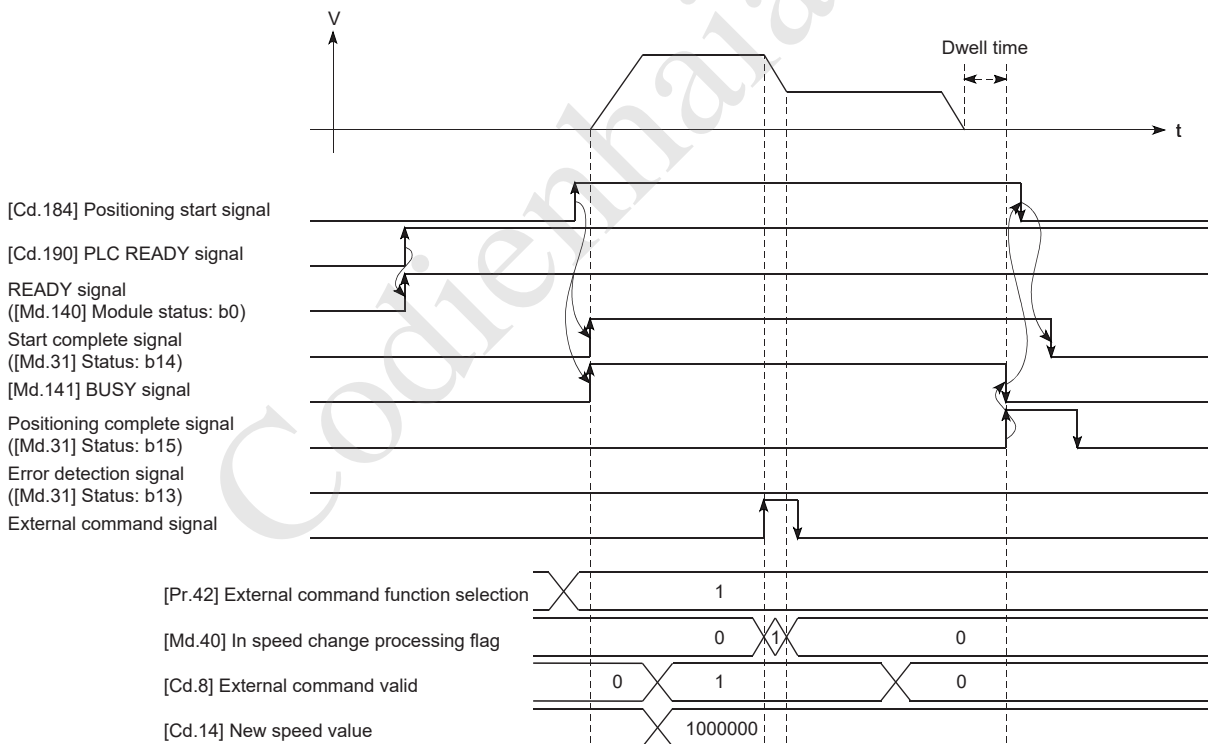 V
Dwell time
t
[Cd.184] Positioning start signal
[Cd.190] PLC READY signal
READY signal
([Md.140] Module status: b0)
Start complete signal
([Md.31] Status: b14)
[Md.141] BUSY signal
Positioning complete signal
([Md.31] Status: b15)
Error detection signal
([Md.31] Status: b13)
External command signal
[Pr.42] External command function selection 1
[Md.40] In speed change processing flag 0 1 0
[Cd.8] External command valid 0 1 0
[Cd.14] New speed value 1000000